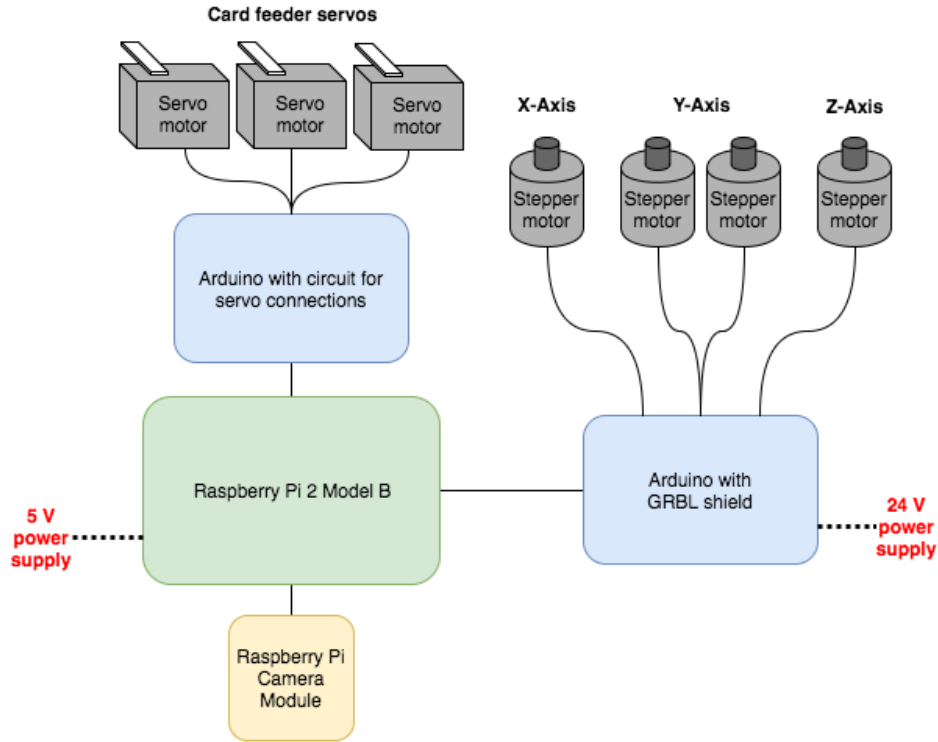 Card feeder servos
Servo
motor
Servo
motor
Servo
motor
X-Axis
Y-Axis
Z-Axis
Stepper
motor
Stepper
motor
Stepper
motor
Stepper
motor
Arduino with circuit for
servo connections
Raspberry Pi 2 Model B
Arduino with
GRBL shield
5 V
power
supply
24 V
power
supply
Raspberry Pi
Camera
Module